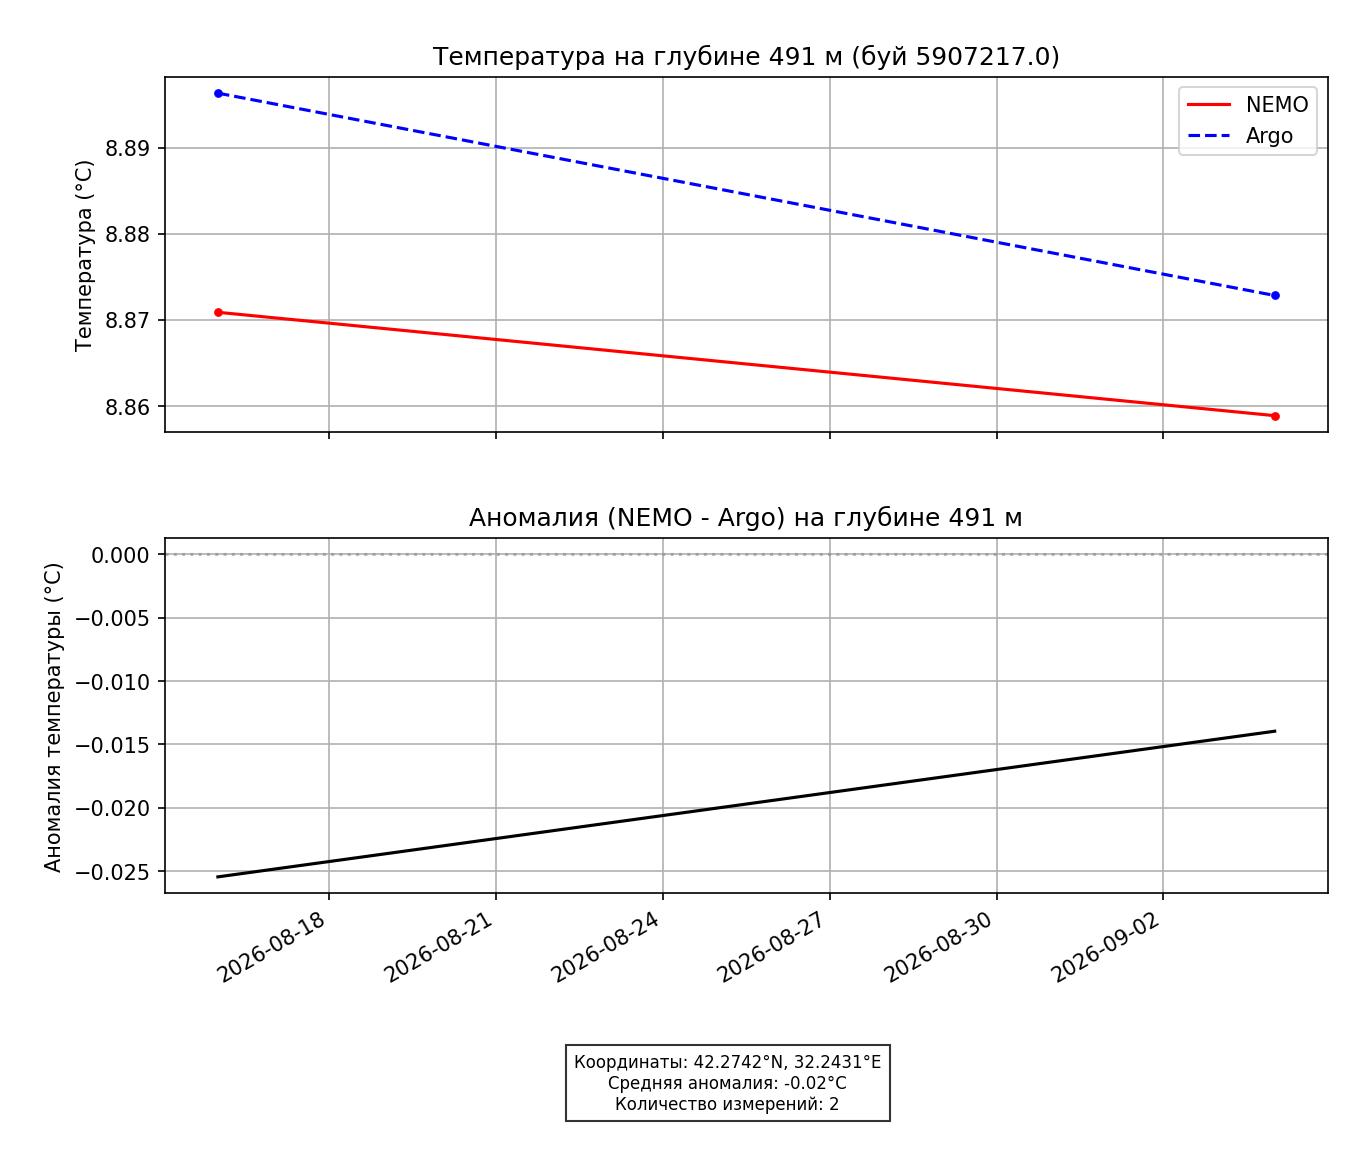 Температура на глубине 491 м (буй 5907217.0)
Температура (°C)
8.89
8.88
8.87
8.86
NEMO
Argo
Аномалия (NEMO - Argo) на глубине 491 м
Аномалия температуры (°C)
0.000
−0.005
−0.010
−0.015
−0.020
−0.025
2026-08-18
2026-08-21
2026-08-24
2026-08-27
2026-08-30
2026-09-02
Координаты: 42.2742°N, 32.2431°E
Средняя аномалия: -0.02°C
Количество измерений: 2